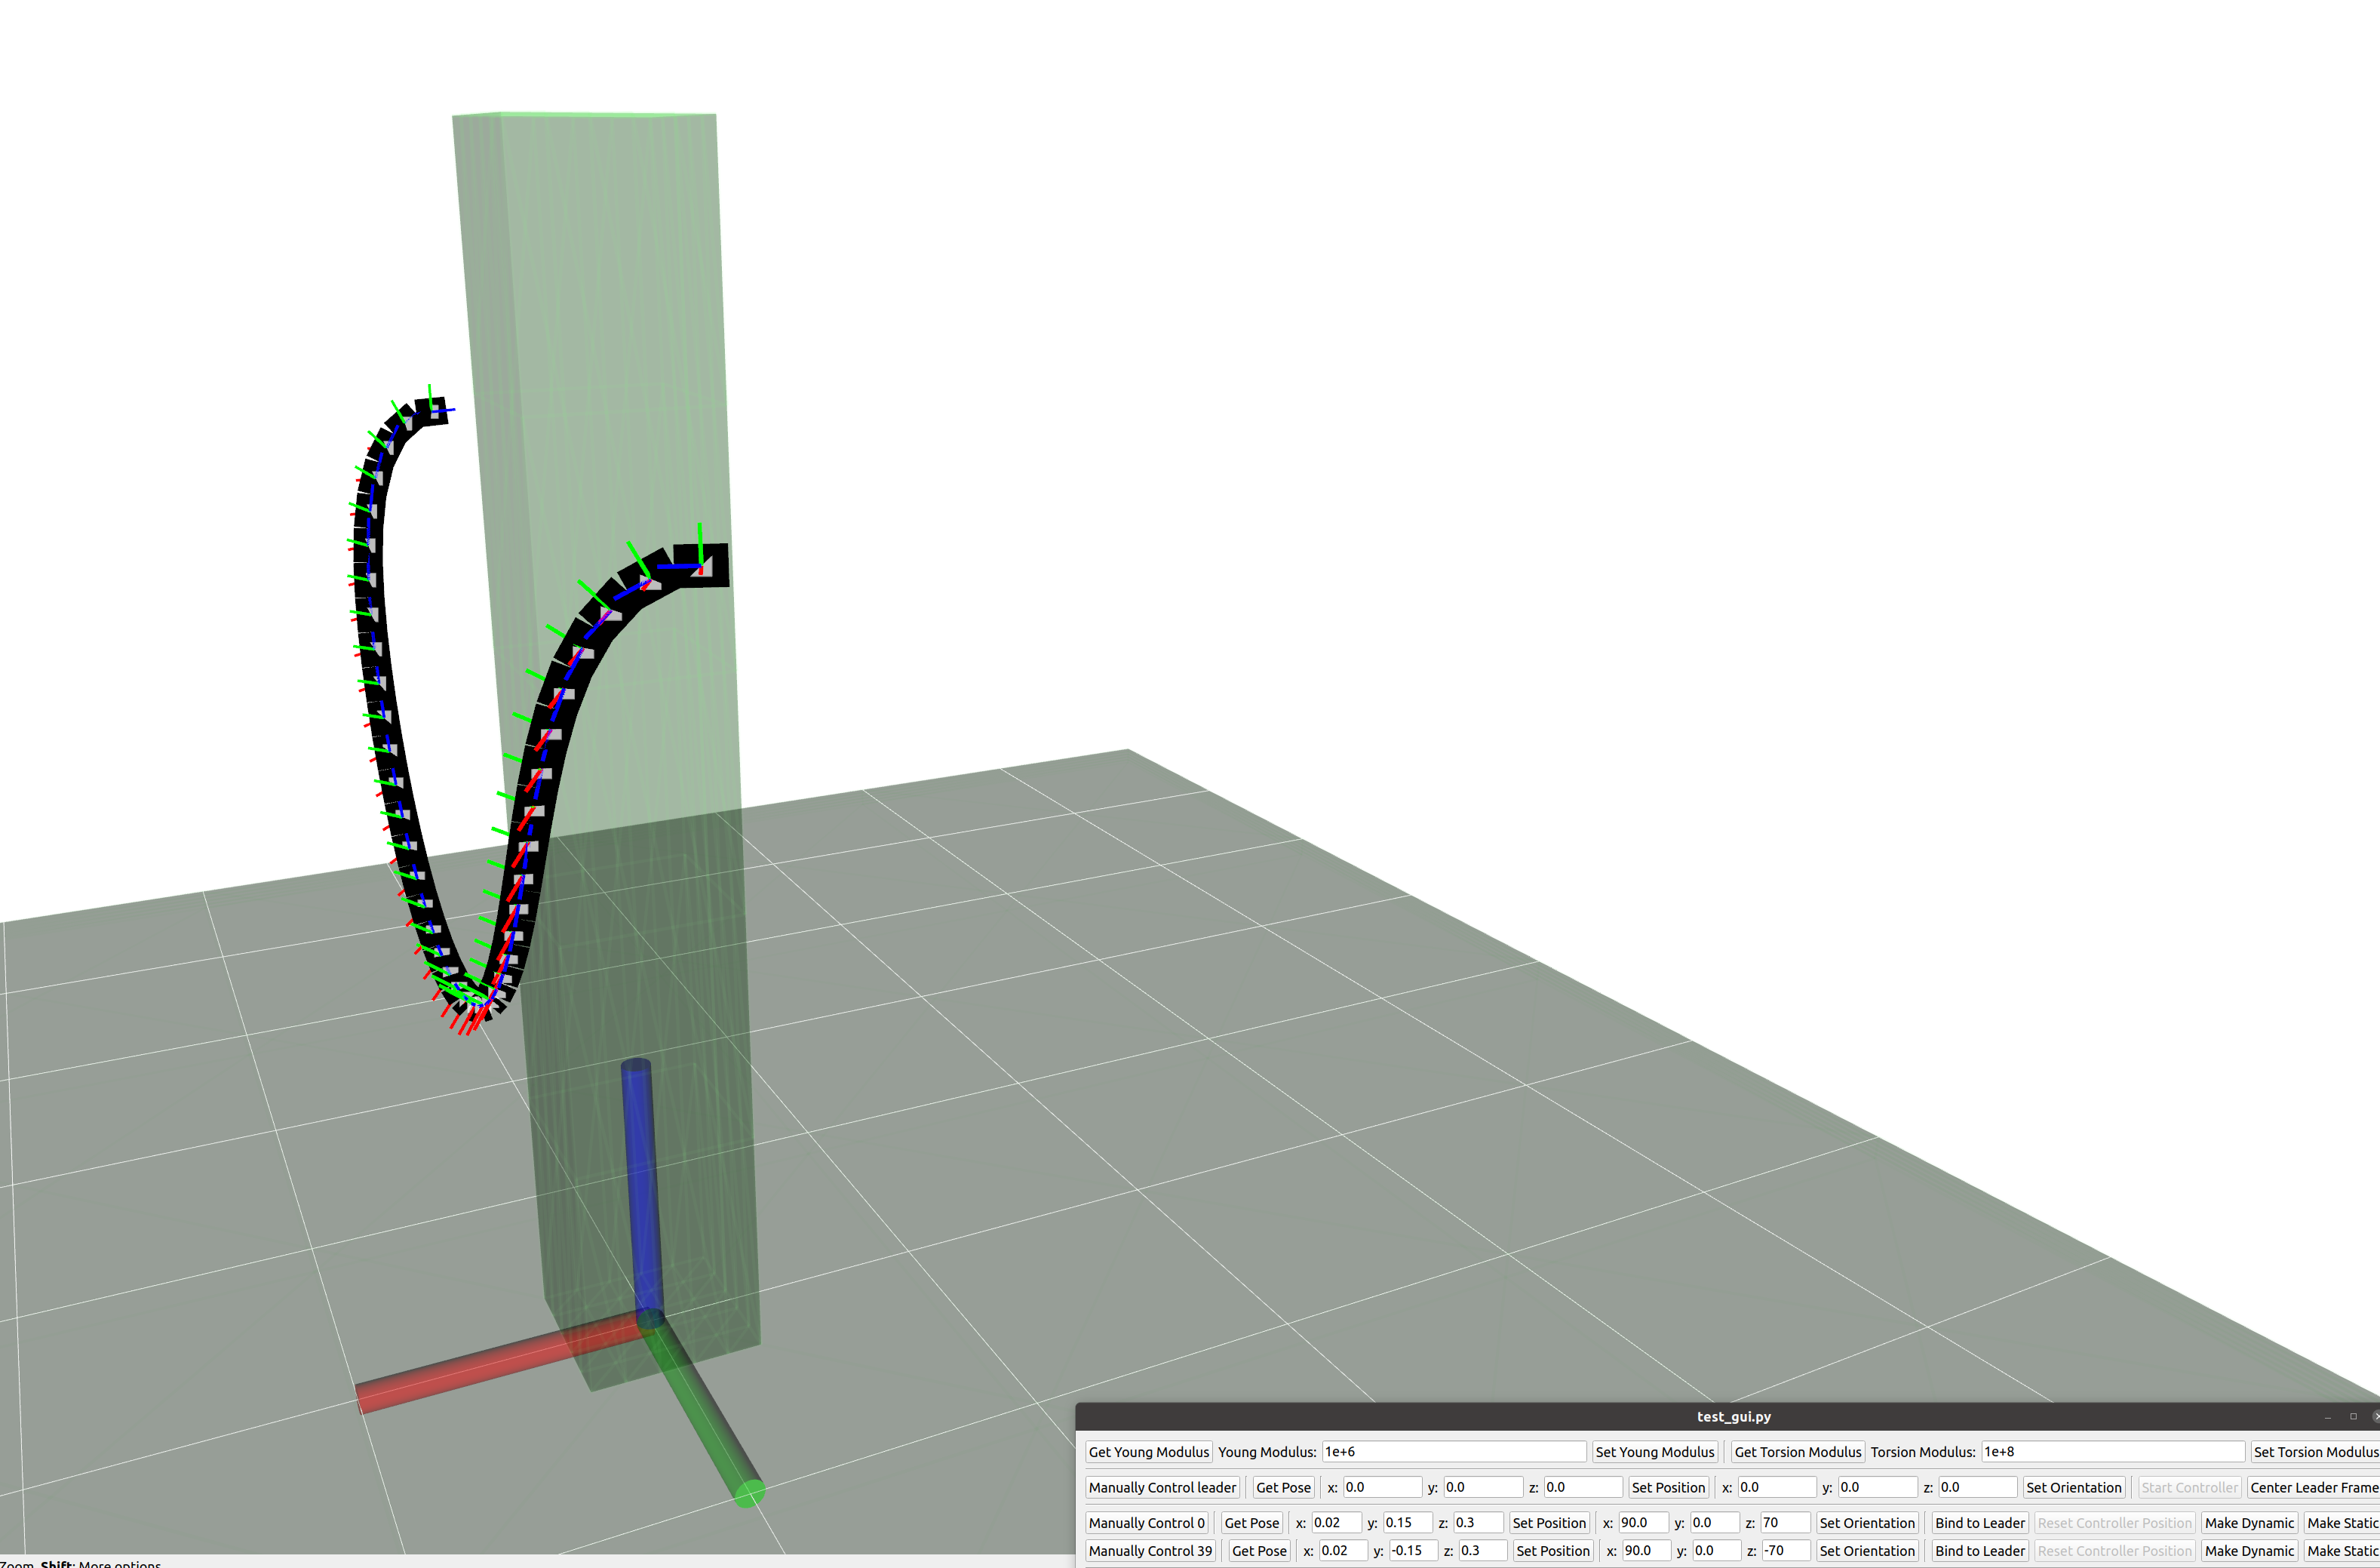 test_gui.py
Get Young Modulus Young Modulus: 1e+6 Set Young Modulus Get Torsion Modulus Torsion Modulus: 1e+8 Set Torsion Modulus
Manually Control leader Get Pose x: 0.0 y: 0.0 z: 0.0 Set Position x: 0.0 y: 0.0 z: 0.0 Set Orientation Start Controller Center Leader Frame
Manually Control 0 Get Pose x: 0.02 y: 0.15 z: 0.3 Set Position x: 90.0 y: 0.0 z: 70 Set Orientation Bind to Leader Reset Controller Position Make Dynamic Make Static
Manually Control 39 Get Pose x: 0.02 y: -0.15 z: 0.3 Set Position x: 90.0 y: 0.0 z: -70 Set Orientation Bind to Leader Reset Controller Position Make Dynamic Make Static
Zoom. Shift: More options.